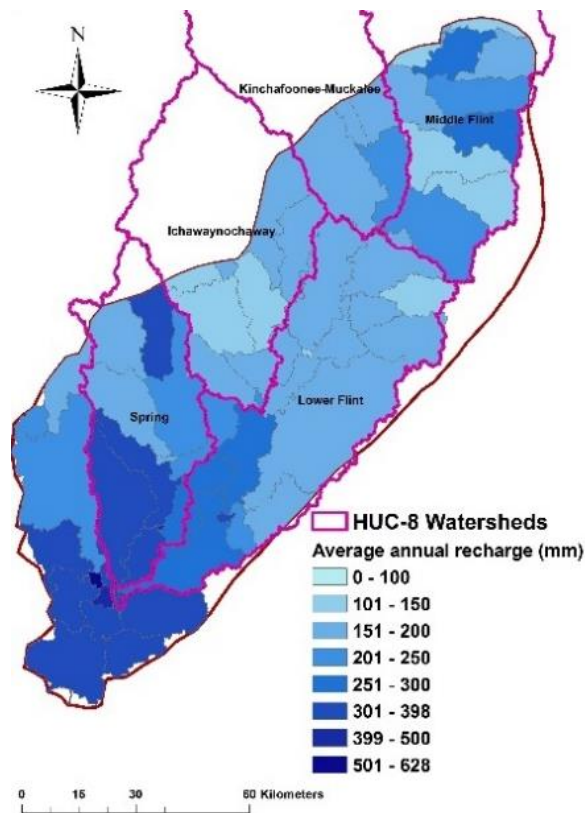 N
Kinchafoonee-Muckalee
Middle Flint
Ichawaynochaway
Spring
Lower Flint
HUC-8 Watersheds
Average annual recharge (mm)
0 - 100
101 - 150
151 - 200
201 - 250
251 - 300
301 - 398
399 - 500
501 - 628
0 15 30 60 Kilometers